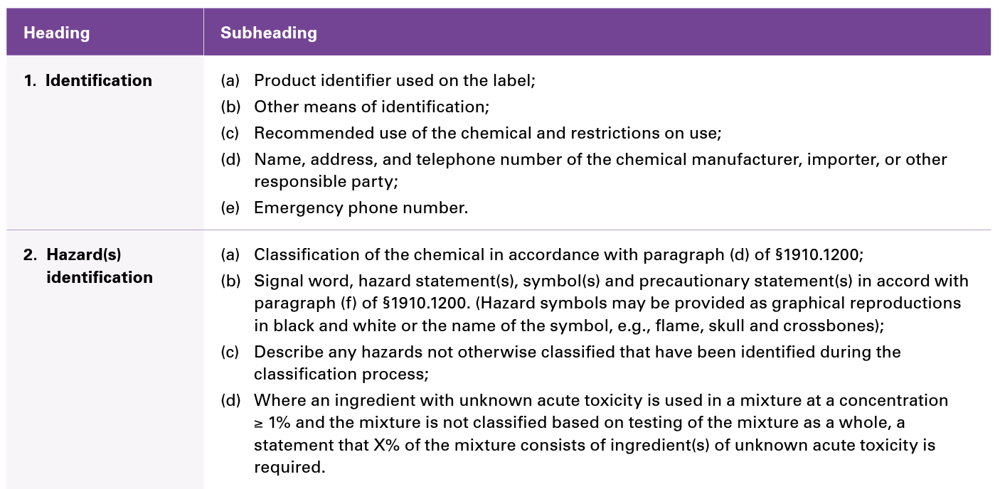 Heading
Subheading
1. Identification
(a) Product identifier used on the label;
(b) Other means of identification;
(c) Recommended use of the chemical and restrictions on use;
(d) Name, address, and telephone number of the chemical manufacturer, importer, or other
responsible party;
(e) Emergency phone number.
2. Hazard(s)
identification
(a) Classification of the chemical in accordance with paragraph (d) of §1910.1200;
(b) Signal word, hazard statement(s), symbol(s) and precautionary statement(s) in accord with
paragraph (f) of §1910.1200. (Hazard symbols may be provided as graphical reproductions
in black and white or the name of the symbol, e.g., flame, skull and crossbones);
(c) Describe any hazards not otherwise classified that have been identified during the
classification process;
(d) Where an ingredient with unknown acute toxicity is used in a mixture at a concentration
≥ 1% and the mixture is not classified based on testing of the mixture as a whole, a
statement that X% of the mixture consists of ingredient(s) of unknown acute toxicity is
required.